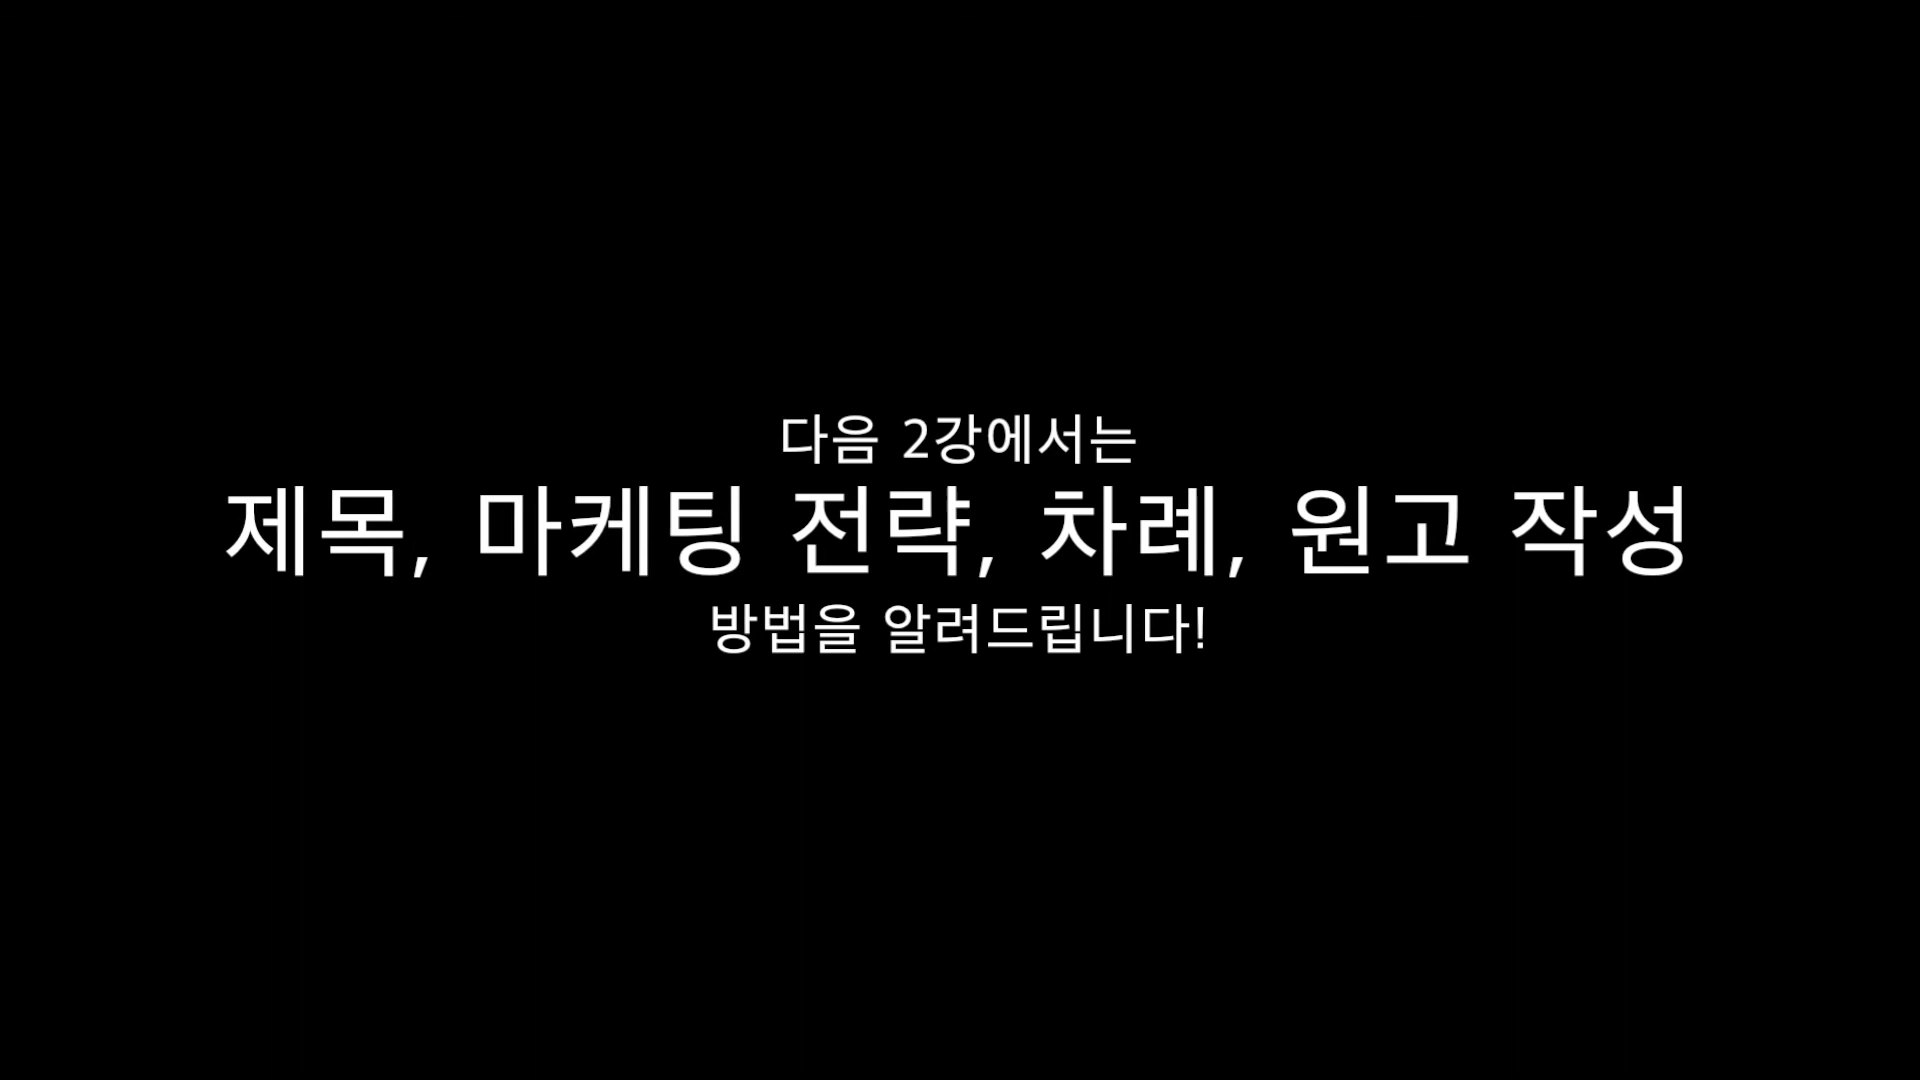 다음 2강에서는
제목, 마케팅 전략, 차례, 원고 작성
방법을 알려드립니다!